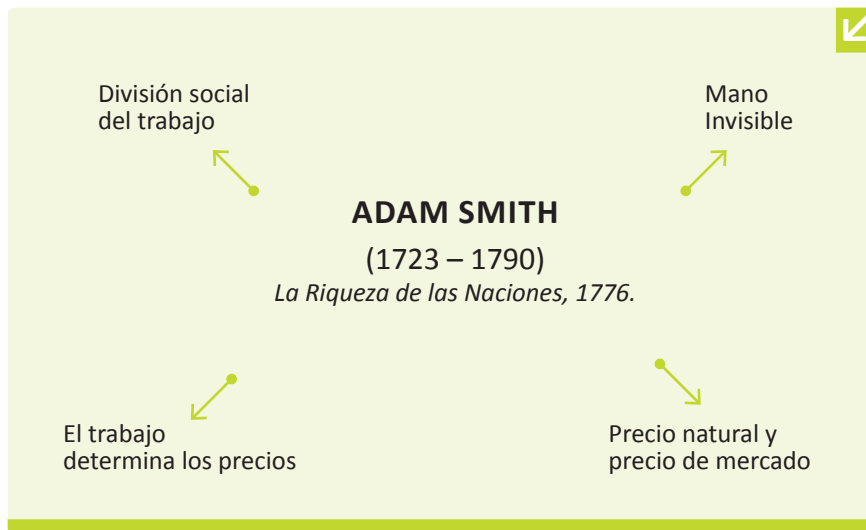 División social
del trabajo
Mano
Invisible
ADAM SMITH
(1723 – 1790)
La Riqueza de las Naciones, 1776.
El trabajo
determina los precios
Precio natural y
precio de mercado